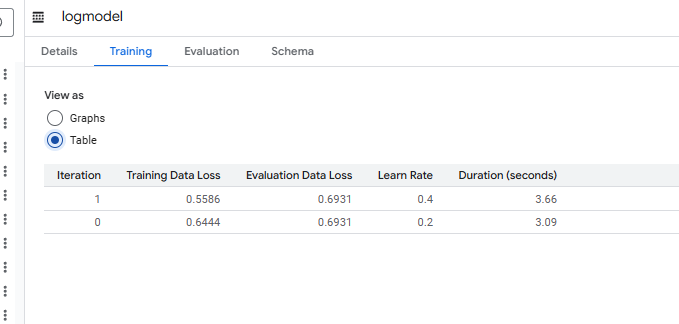 logmodel
Details Training Evaluation Schema
View as
Graphs
Table
Iteration Training Data Loss Evaluation Data Loss Learn Rate Duration (seconds)
1 0.5586 0.6931 0.4 3.66
0 0.6444 0.6931 0.2 3.09